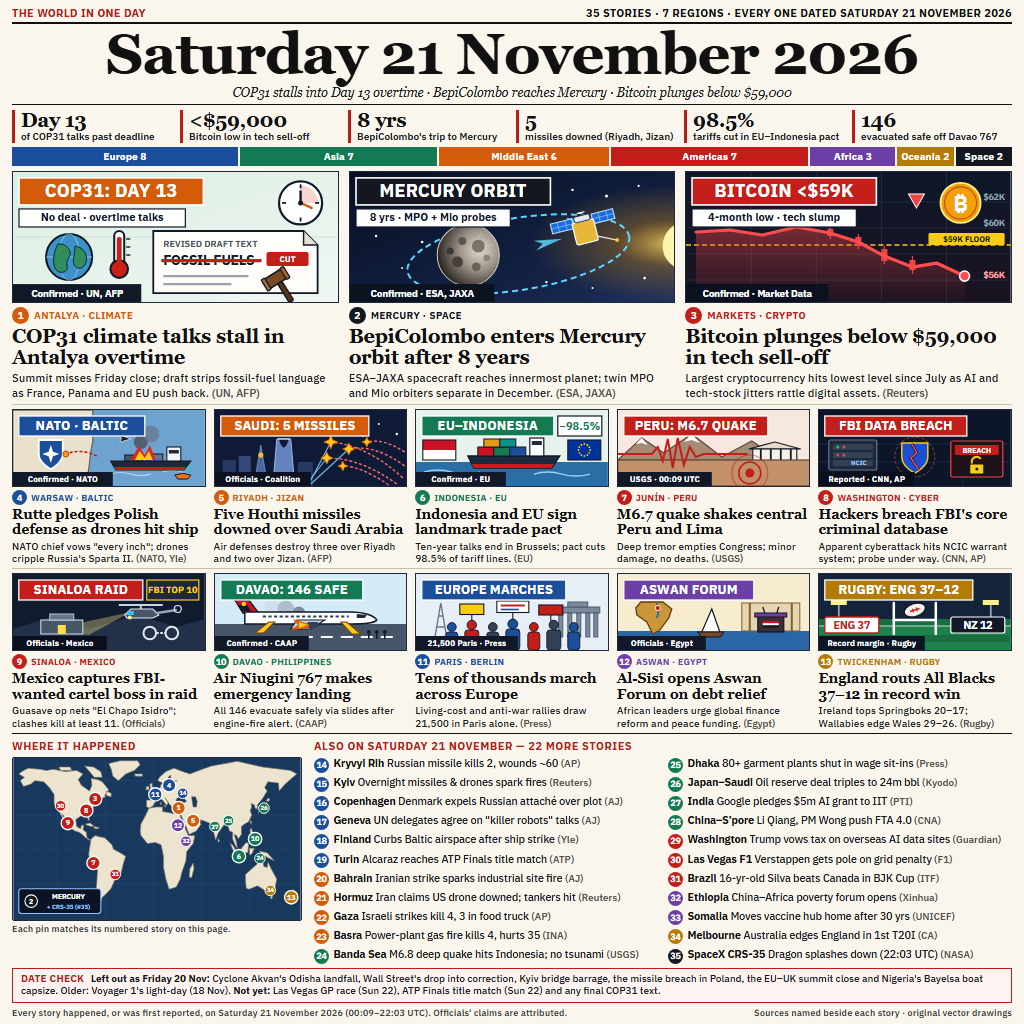 THE WORLD IN ONE DAY
35 STORIES · 7 REGIONS · EVERY ONE DATED SATURDAY 21 NOVEMBER 2026
Saturday 21 November 2026
COP31 stalls into Day 13 overtime · BepiColombo reaches Mercury · Bitcoin plunges below $59,000
Day 13
of COP31 talks past deadline
<$59,000
Bitcoin low in tech sell-off
8 yrs
BepiColombo's trip to Mercury
5
missiles downed (Riyadh, Jizan)
98.5%
tariffs cut in EU–Indonesia pact
146
evacuated safe off Davao 767
Europe 8
Asia 7
Middle East 6
Americas 7
Africa 3
Oceania 2
Space 2
COP31: DAY 13
No deal · overtime talks
REVISED DRAFT TEXT
FOSSIL FUELS
CUT
Confirmed · UN, AFP
1 ANTALYA · CLIMATE
COP31 climate talks stall in
Antalya overtime
Summit misses Friday close; draft strips fossil-fuel language
as France, Panama and EU push back. (UN, AFP)
MERCURY ORBIT
8 yrs · MPO + Mio probes
Confirmed · ESA, JAXA
2 MERCURY · SPACE
BepiColombo enters Mercury
orbit after 8 years
ESA–JAXA spacecraft reaches innermost planet; twin MPO
and Mio orbiters separate in December. (ESA, JAXA)
BITCOIN <$59K
4-month low · tech slump
₿
$62K
$60K
$59K FLOOR
$56K
Confirmed · Market Data
3 MARKETS · CRYPTO
Bitcoin plunges below $59,000
in tech sell-off
Largest cryptocurrency hits lowest level since July as AI and
tech-stock jitters rattle digital assets. (Reuters)
NATO · BALTIC
Confirmed · NATO
4 WARSAW · BALTIC
Rutte pledges Polish
defense as drones hit ship
NATO chief vows "every inch"; drones
cripple Russia's Sparta II. (NATO, Yle)
SAUDI: 5 MISSILES
Officials · Coalition
5 RIYADH · JIZAN
Five Houthi missiles
downed over Saudi Arabia
Air defenses destroy three over Riyadh
and two over Jizan. (AFP)
EU–INDONESIA
−98.5%
Confirmed · EU
6 INDONESIA · EU
Indonesia and EU sign
landmark trade pact
Ten-year talks end in Brussels; pact cuts
98.5% of tariff lines. (EU)
PERU: M6.7 QUAKE
USGS · 00:09 UTC
7 JUNÍN · PERU
M6.7 quake shakes central
Peru and Lima
Deep tremor empties Congress; minor
damage, no deaths. (USGS)
FBI DATA BREACH
NCIC
BREACH
Reported · CNN, AP
8 WASHINGTON · CYBER
Hackers breach FBI's core
criminal database
Apparent cyberattack hits NCIC warrant
system; probe under way. (CNN, AP)
SINALOA RAID
FBI TOP 10
Officials · Mexico
9 SINALOA · MEXICO
Mexico captures FBI-
wanted cartel boss in raid
Guasave op nets "El Chapo Isidro";
clashes kill at least 11. (Officials)
DAVAO: 146 SAFE
Confirmed · CAAP
10 DAVAO · PHILIPPINES
Air Niugini 767 makes
emergency landing
All 146 evacuate safely via slides after
engine-fire alert. (CAAP)
EUROPE MARCHES
21,500 Paris · Press
11 PARIS · BERLIN
Tens of thousands march
across Europe
Living-cost and anti-war rallies draw
21,500 in Paris alone. (Press)
ASWAN FORUM
Officials · Egypt
12 ASWAN · EGYPT
Al-Sisi opens Aswan
Forum on debt relief
African leaders urge global finance
reform and peace funding. (Egypt)
RUGBY: ENG 37–12
ENG 37
NZ 12
Record margin · Rugby
13 TWICKENHAM · RUGBY
England routs All Blacks
37–12 in record win
Ireland tops Springboks 20–17;
Wallabies edge Wales 29–26. (Rugby)
WHERE IT HAPPENED
30
3
8
9
7
31
4
11
14
1
5
12
32
27
25
26
10
6
24
34
13
2 MERCURY
+ CRS-35 (#35)
Each pin matches its numbered story on this page.
ALSO ON SATURDAY 21 NOVEMBER — 22 MORE STORIES
14 Kryvyi Rih Russian missile kills 2, wounds ~60 (AP)
15 Kyiv Overnight missiles & drones spark fires (Reuters)
16 Copenhagen Denmark expels Russian attaché over plot (AJ)
17 Geneva UN delegates agree on "killer robots" talks (AJ)
18 Finland Curbs Baltic airspace after ship strike (Yle)
19 Turin Alcaraz reaches ATP Finals title match (ATP)
20 Bahrain Iranian strike sparks industrial site fire (AJ)
21 Hormuz Iran claims US drone downed; tankers hit (Reuters)
22 Gaza Israeli strikes kill 4, 3 in food truck (AP)
23 Basra Power-plant gas fire kills 4, hurts 35 (INA)
24 Banda Sea M6.8 deep quake hits Indonesia; no tsunami (USGS)
25 Dhaka 80+ garment plants shut in wage sit-ins (Press)
26 Japan–Saudi Oil reserve deal triples to 24m bbl (Kyodo)
27 India Google pledges $5m AI grant to IIT (PTI)
28 China–S'pore Li Qiang, PM Wong push FTA 4.0 (CNA)
29 Washington Trump vows tax on overseas AI data sites (Guardian)
30 Las Vegas F1 Verstappen gets pole on grid penalty (F1)
31 Brazil 16-yr-old Silva beats Canada in BJK Cup (ITF)
32 Ethiopia China–Africa poverty forum opens (Xinhua)
33 Somalia Moves vaccine hub home after 30 yrs (UNICEF)
34 Melbourne Australia edges England in 1st T20I (CA)
35 SpaceX CRS-35 Dragon splashes down (22:03 UTC) (NASA)
DATE CHECK Left out as Friday 20 Nov: Cyclone Akvan's Odisha landfall, Wall Street's drop into correction, Kyiv bridge barrage, the missile breach in Poland, the EU–UK summit close and Nigeria's Bayelsa boat
capsize. Older: Voyager 1's light-day (18 Nov). Not yet: Las Vegas GP race (Sun 22), ATP Finals title match (Sun 22) and any final COP31 text.
Every story happened, or was first reported, on Saturday 21 November 2026 (00:09–22:03 UTC). Officials' claims are attributed.
Sources named beside each story · original vector drawings